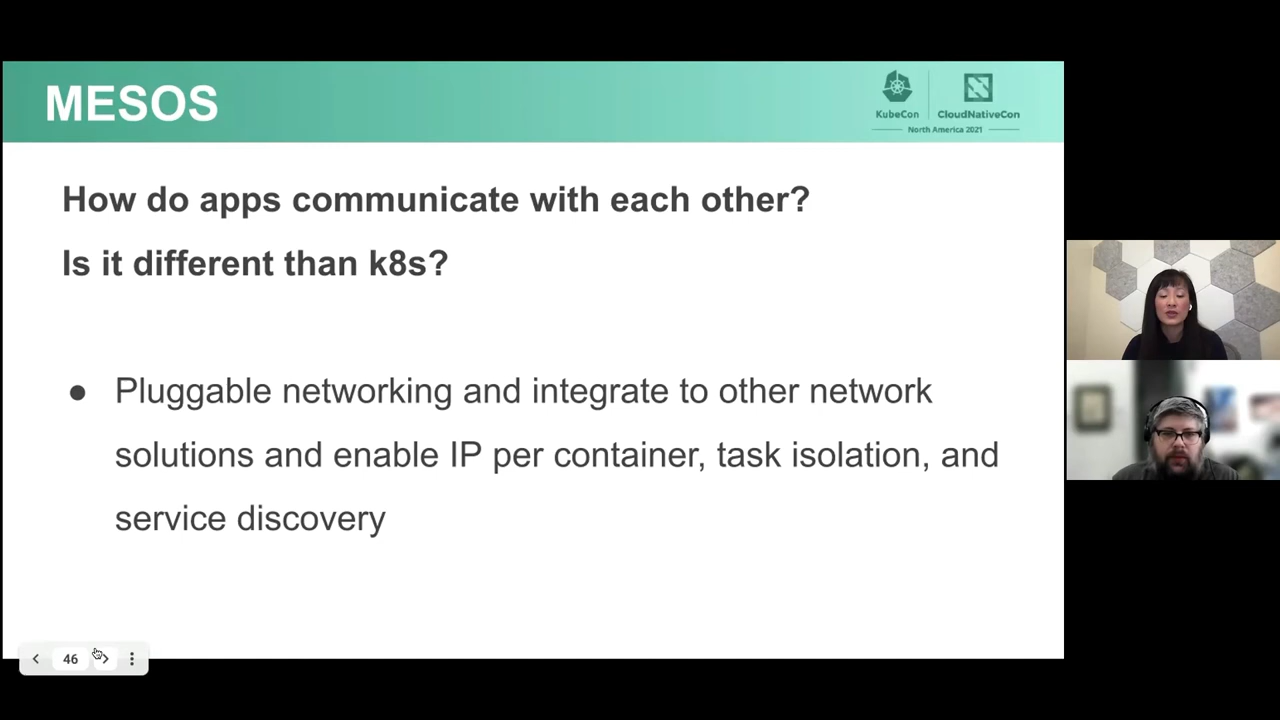 MESOS
KubeCon
CloudNativeCon
North America 2021
How do apps communicate with each other?
Is it different than k8s?
● Pluggable networking and integrate to other network
solutions and enable IP per container, task isolation, and
service discovery
46